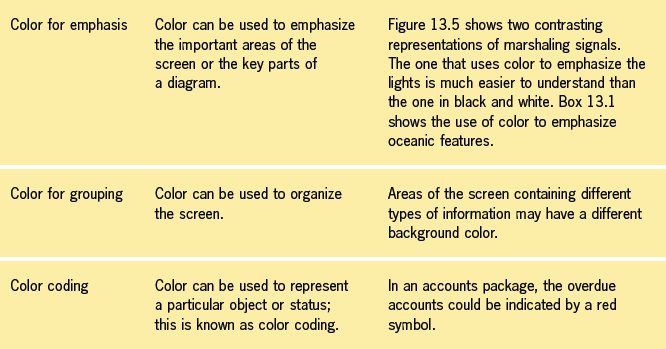 Color for emphasis
Color can be used to emphasize
the important areas of the
screen or the key parts of
a diagram.
Figure 13.5 shows two contrasting
representations of marshaling signals.
The one that uses color to emphasize the
lights is much easier to understand than
the one in black and white. Box 13.1
shows the use of color to emphasize
oceanic features.
Color for grouping
Color can be used to organize
the screen.
Areas of the screen containing different
types of information may have a different
background color.
Color coding
Color can be used to represent
a particular object or status;
this is known as color coding.
In an accounts package, the overdue
accounts could be indicated by a red
symbol.